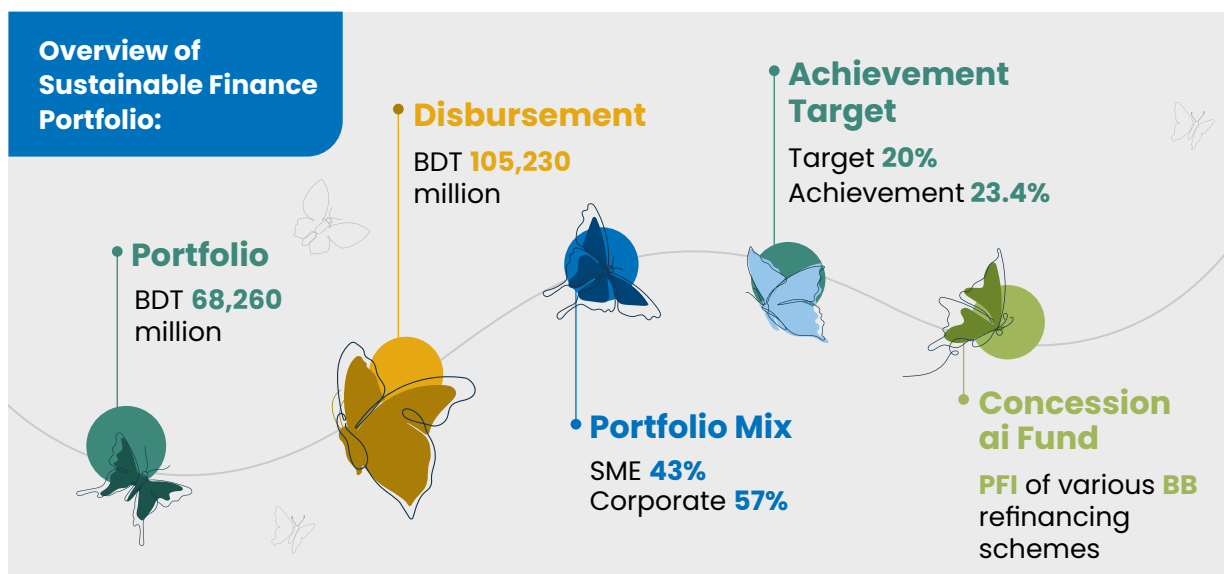 Overview of
Sustainable Finance
Portfolio:
Portfolio
BDT 68,260
million
Disbursement
BDT 105,230
million
Portfolio Mix
SME 43%
Corporate 57%
Achievement
Target
Target 20%
Achievement 23.4%
Concession
ai Fund
PFI of various BB
refinancing
schemes